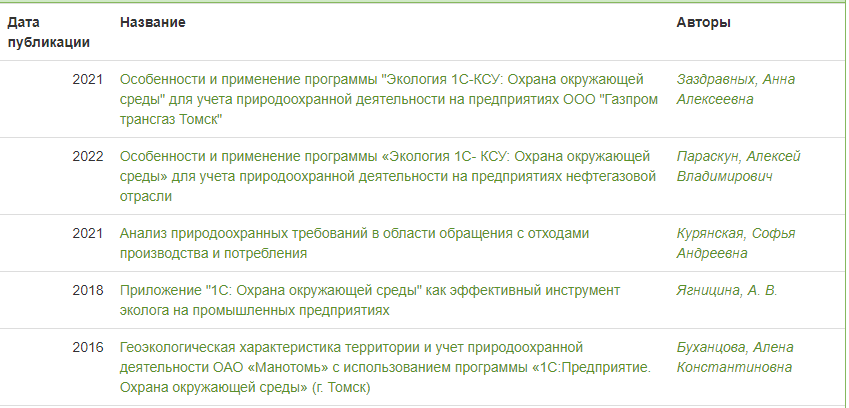 Дата публикации Название Авторы
2021 Особенности и применение программы "Экология 1С-КСУ: Охрана окружающей Заздравных, Анна
среды" для учета природоохранной деятельности на предприятиях ООО "Газпром Алексеевна
трансгаз Томск"
2022 Особенности и применение программы «Экология 1С- КСУ: Охрана окружающей Параскун, Алексей
среды» для учета природоохранной деятельности на предприятиях нефтегазовой Владимирович
отрасли
2021 Анализ природоохранных требований в области обращения с отходами Курянская, Софья
производства и потребления Андреевна
2018 Приложение "1С: Охрана окружающей среды" как эффективный инструмент Ягницина, А. В.
эколога на промышленных предприятиях
2016 Геоэкологическая характеристика территории и учет природоохранной Буханцова, Алена
деятельности ОАО «Манотомь» с использованием программы «1С:Предприятие. Константиновна
Охрана окружающей среды» (г. Томск)